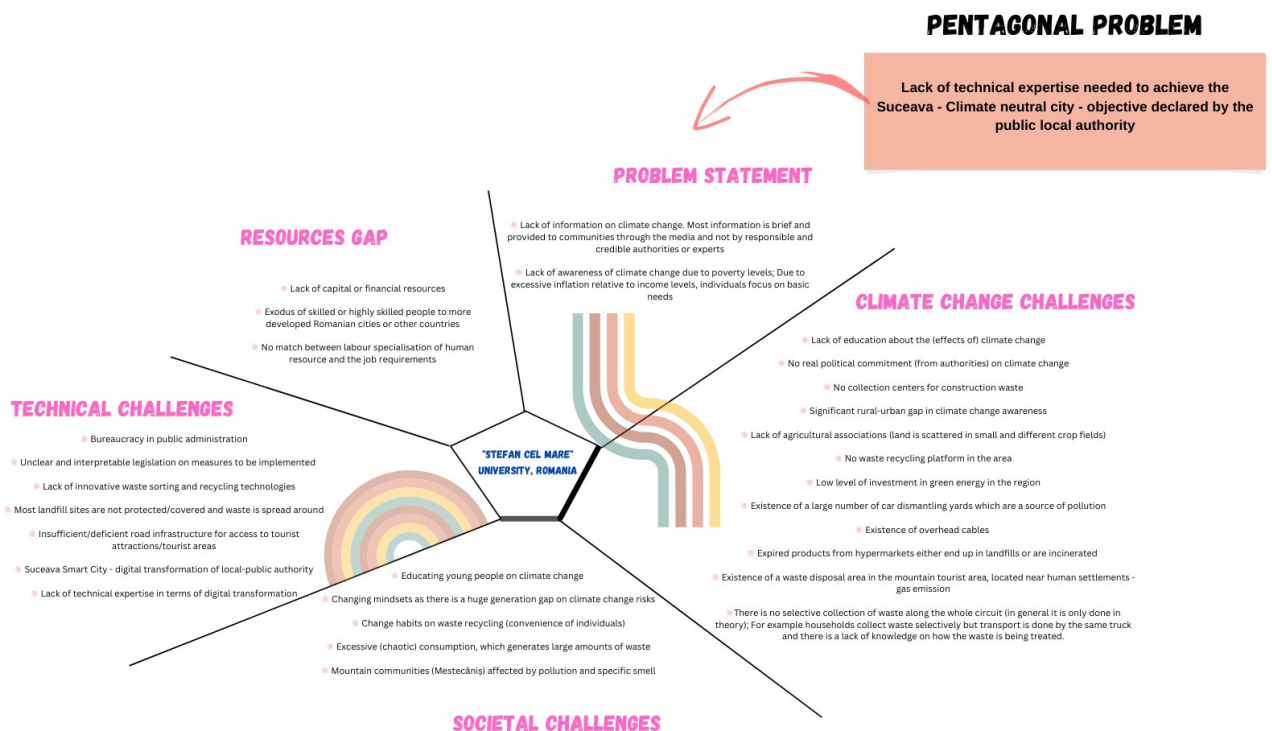 PENTAGONAL PROBLEM
Lack of technical expertise needed to achieve the
Suceava - Climate neutral city - objective declared by the
public local authority
PROBLEM STATEMENT
Lack of information on climate change. Most information is brief and
provided to communities through the media and not by responsible and
credible authorities or experts
Lack of awareness of climate change due to poverty levels; Due to
excessive inflation relative to income levels, individuals focus on basic
needs
RESOURCES GAP
Lack of capital or financial resources
Exodus of skilled or highly skilled people to more
developed Romanian cities or other countries
No match between labour specialisation of human
resource and the job requirements
CLIMATE CHANGE CHALLENGES
Lack of education about the (effects of) climate change
No real political commitment (from authorities) on climate change
No collection centers for construction waste
Significant rural-urban gap in climate change awareness
Lack of agricultural associations (land is scattered in small and different crop fields)
No waste recycling platform in the area
Low level of investment in green energy in the region
Existence of a large number of car dismantling yards which are a source of pollution
Existence of overhead cables
Expired products from hypermarkets either end up in landfills or are incinerated
Existence of a waste disposal area in the mountain tourist area, located near human settlements -
gas emission
There is no selective collection of waste along the whole circuit (in general it is only done in
theory); For example households collect waste selectively but transport is done by the same truck
and there is a lack of knowledge on how the waste is being treated.
TECHNICAL CHALLENGES
Bureaucracy in public administration
Unclear and interpretable legislation on measures to be implemented
Lack of innovative waste sorting and recycling technologies
Most landfill sites are not protected/covered and waste is spread around
Insufficient/deficient road infrastructure for access to tourist
attractions/tourist areas
Suceava Smart City - digital transformation of local-public authority
Lack of technical expertise in terms of digital transformation
"STEFAN CEL MARE"
UNIVERSITY, ROMANIA
Educating young people on climate change
Changing mindsets as there is a huge generation gap on climate change risks
Change habits on waste recycling (convenience of individuals)
Excessive (chaotic) consumption, which generates large amounts of waste
Mountain communities (Mestecăniș) affected by pollution and specific smell
SOCIETAL CHALLENGES